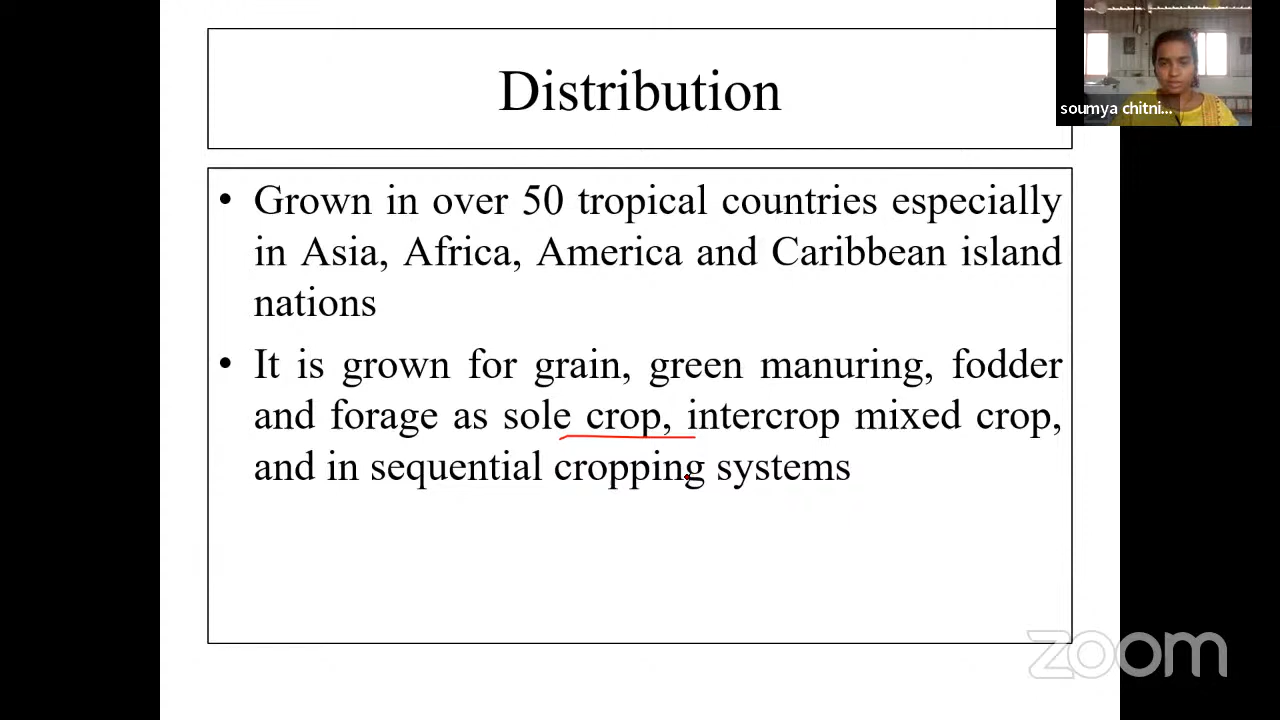 Distribution
soumya chitni...
• Grown in over 50 tropical countries especially
in Asia, Africa, America and Caribbean island
nations
• It is grown for grain, green manuring, fodder
and forage as sole crop, intercrop mixed crop,
and in sequential cropping systems
zoom